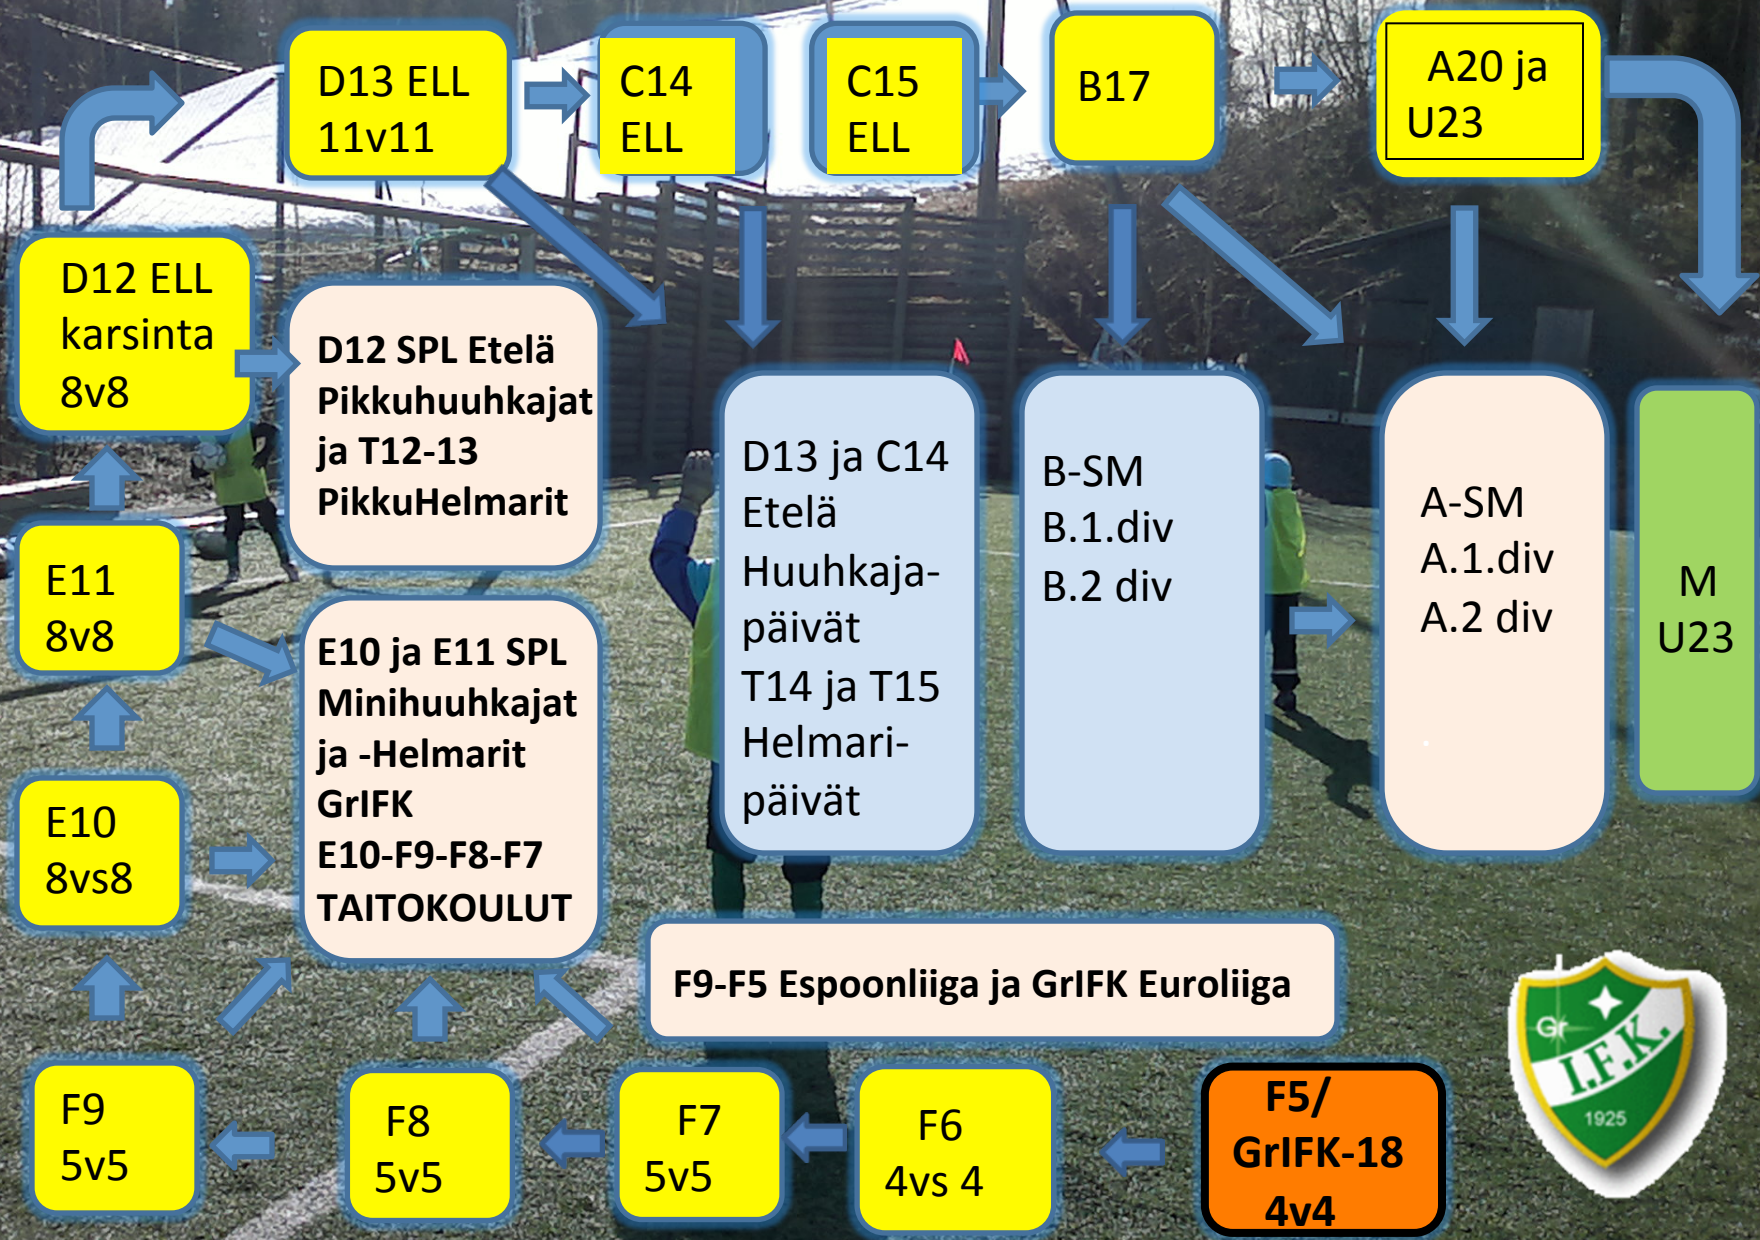 D13 ELL
11v11
C14
ELL
C15
ELL
B17
A20 ja
U23
D12 ELL
karsinta
8v8
D12 SPL Etelä
Pikkuhuuhkajat
ja T12-13
PikkuHelmarit
D13 ja C14
Etelä
Huuhkaja-
päivät
T14 ja T15
Helmari-
päivät
B-SM
B.1.div
B.2 div
A-SM
A.1.div
A.2 div
.
M
U23
E11
8v8
E10 ja E11 SPL
Minihuuhkajat
ja -Helmarit
GrIFK
E10-F9-F8-F7
TAITOKOULUT
E10
8vs8
F9-F5 Espoonliiga ja GrIFK Euroliiga
F9
5v5
F8
5v5
F7
5v5
F6
4vs 4
F5/
GrIFK-18
4v4
Gr
I.F.K.
1925